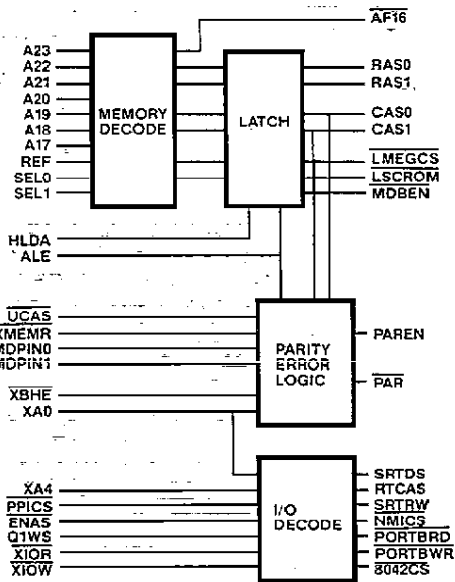 AF16
A23
A22
A21
A20
A19
A18
A17
REF
SEL0
SEL1
MEMORY
DECODE
LATCH
RAS0
RAS1
CAS0
CAS1
LMEGCS
LSCROM
MDBEN
HLDA
ALE
UCAS
XMEMR
MDPIN0
MDPIN1
XBHE
XA0
PARITY
ERROR
LOGIC
PAREN
PAR
XA4
PPICS
ENAS
Q1WS
XIOR
XIOW
I/O
DECODE
SRTDS
RTCAS
SRTRW
NMICS
PORTBRD
PORTBWR
8042CS